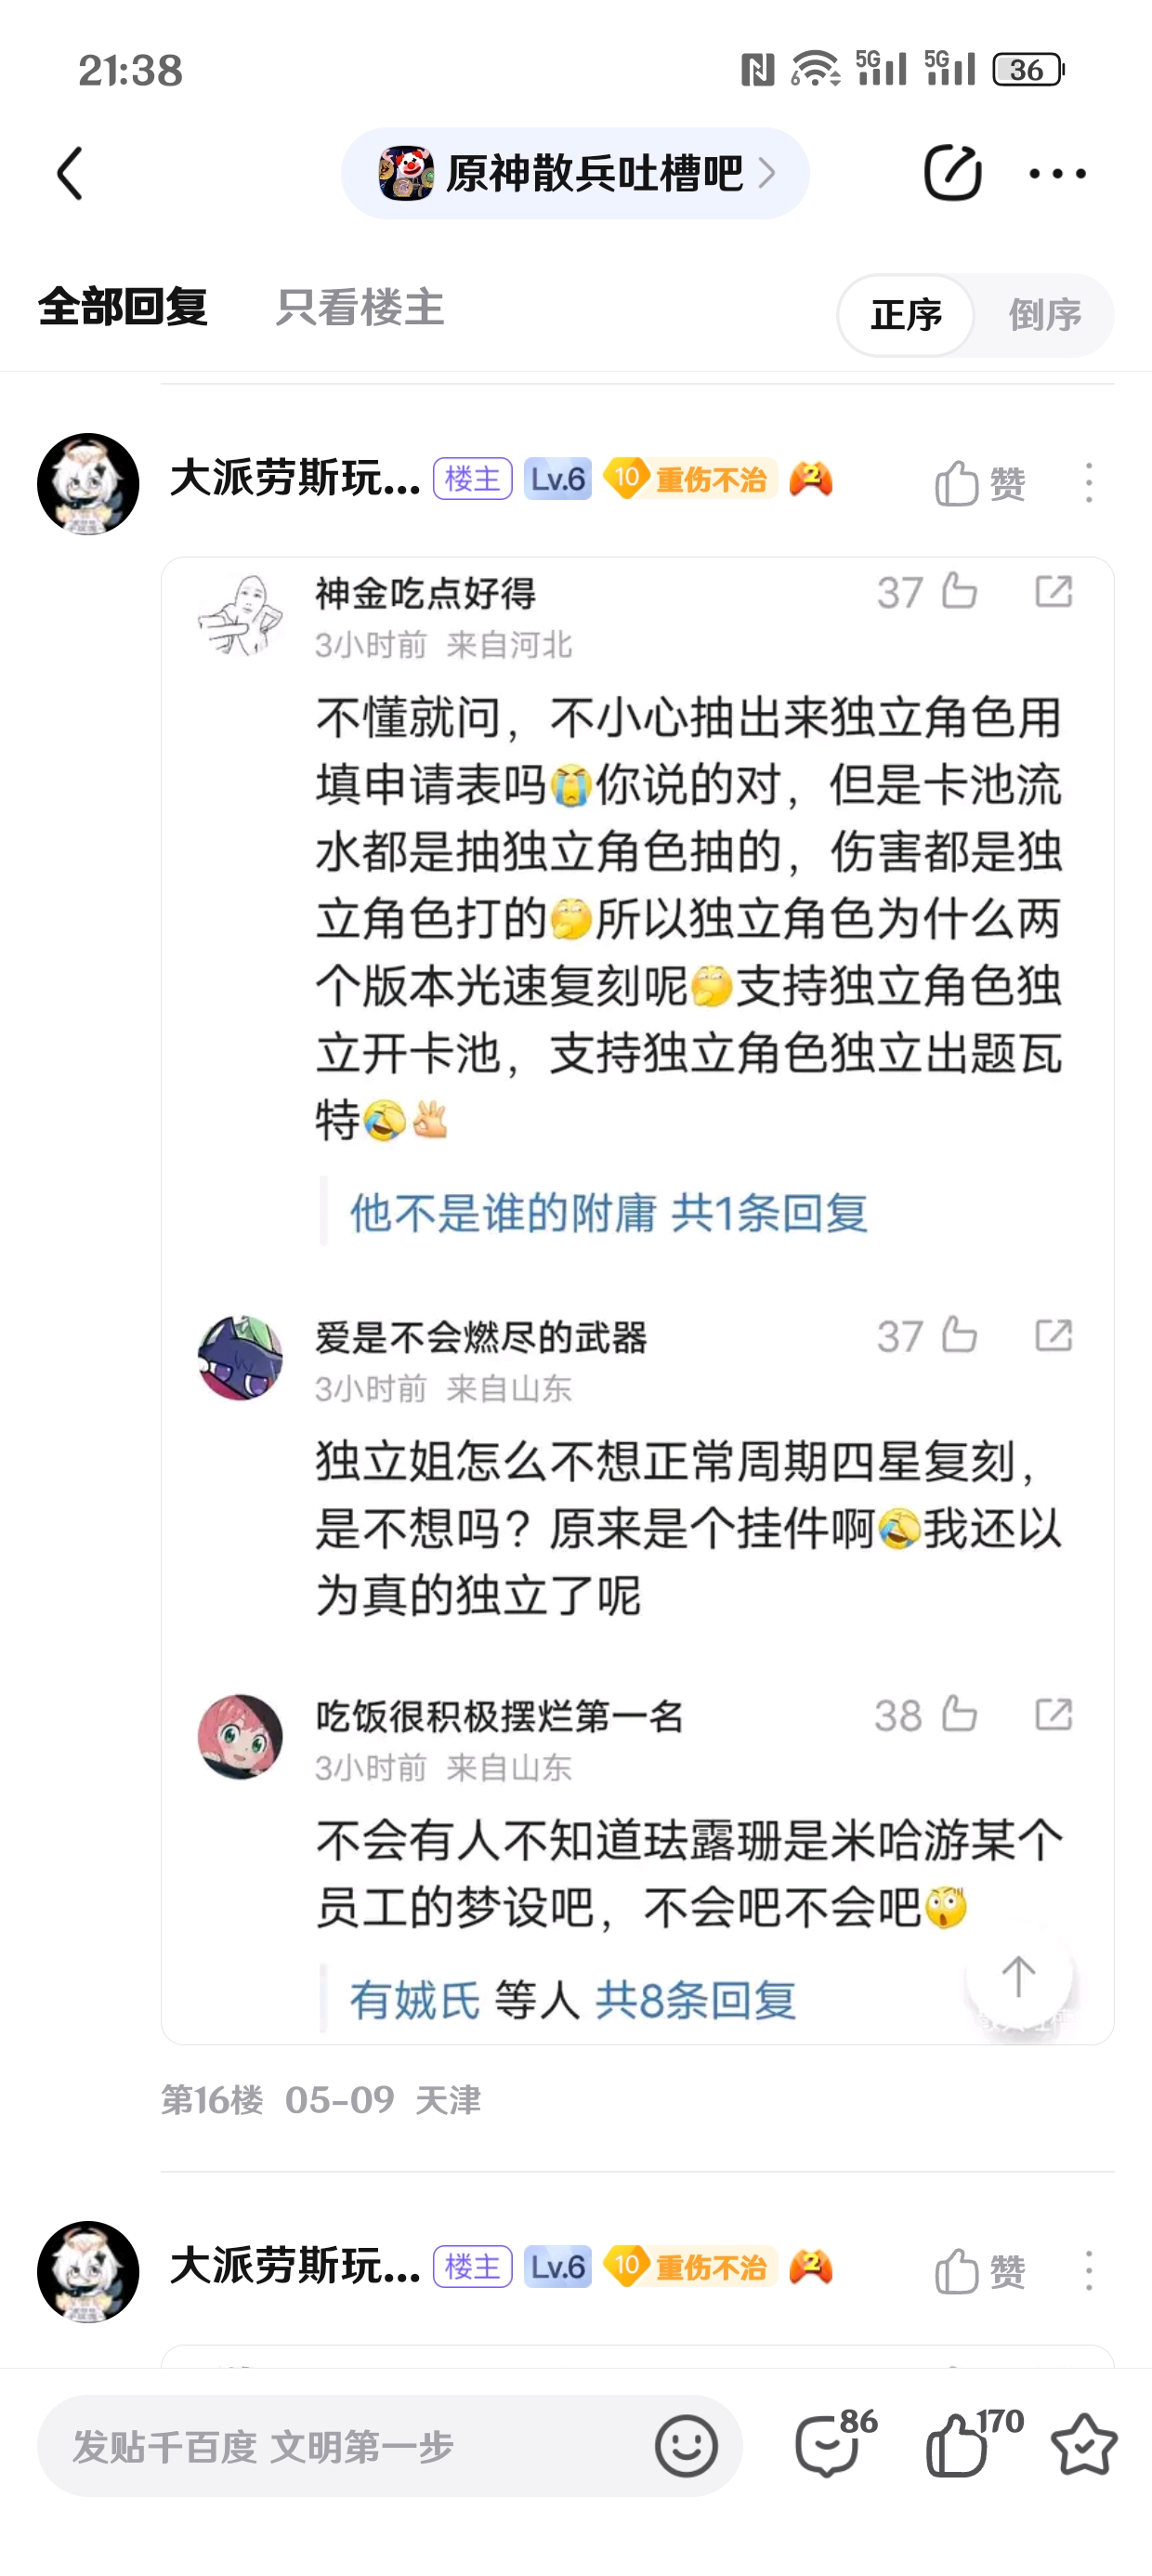 21:38
6 5G 5G 36
原神散兵吐槽吧
全部回复 只看楼主 正序 倒序
大派劳斯玩... 楼主 Lv.6 10 重伤不治 2 赞
神金吃点好得 37
3小时前 来自河北
不懂就问，不小心抽出来独立角色用
填申请表吗😭你说的对，但是卡池流
水都是抽独立角色抽的，伤害都是独
立角色打的🤔所以独立角色为什么两
个版本光速复刻呢🤔支持独立角色独
立开卡池，支持独立角色独立出题瓦
特🤣👌
他不是谁的附庸 共1条回复
爱是不会燃尽的武器 37
3小时前 来自山东
独立姐怎么不想正常周期四星复刻，
是不想吗？原来是个挂件啊🤣我还以
为真的独立了呢
吃饭很积极摆烂第一名 38
3小时前 来自山东
不会有人不知道珐露珊是米哈游某个
员工的梦设吧，不会吧不会吧😲
有娀氏 等人 共8条回复
第16楼 05-09 天津
大派劳斯玩... 楼主 Lv.6 10 重伤不治 2 赞
发贴千百度 文明第一步 86 170